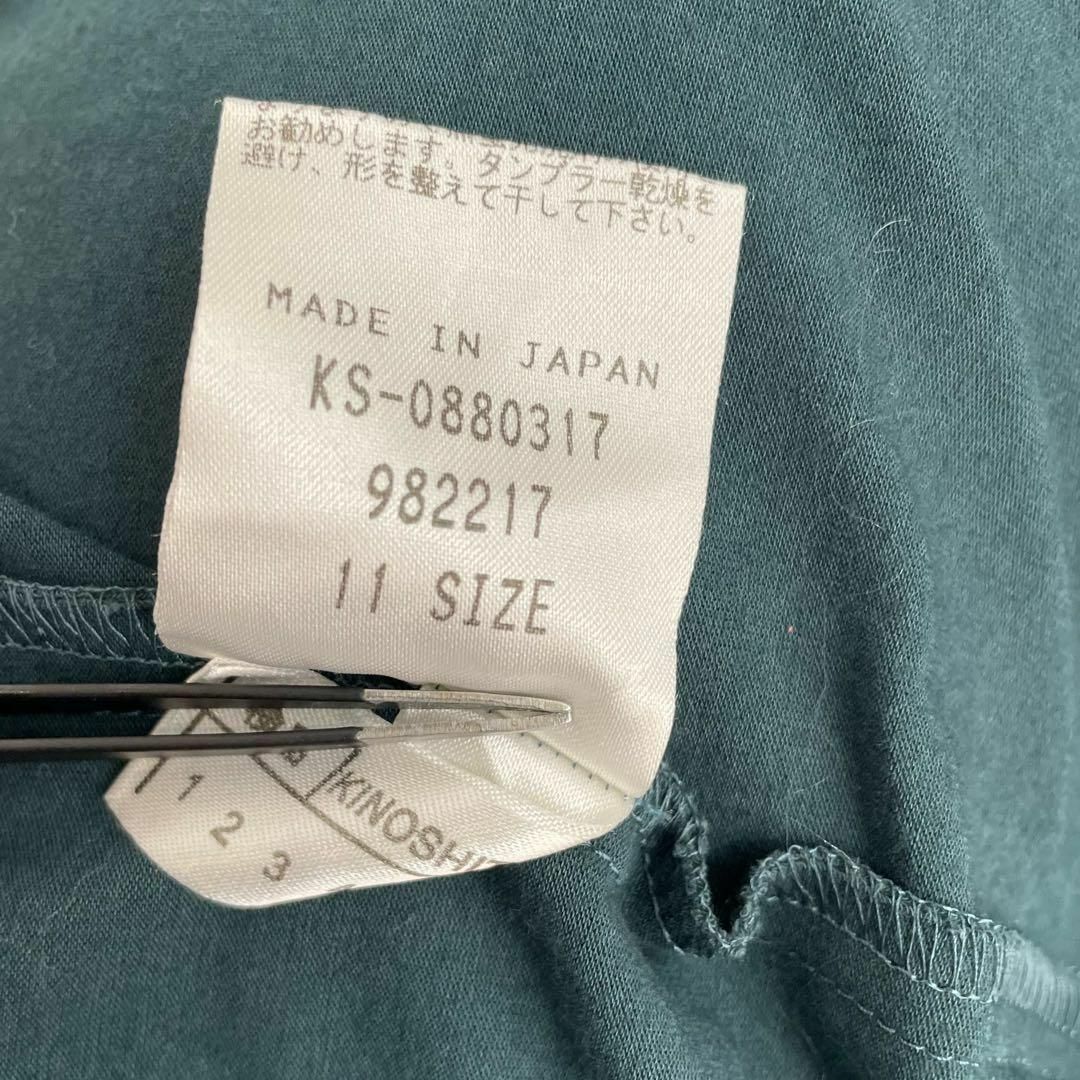 お勧めします。タンブラー乾燥を
避け、形を整えて干して下さい。
MADE IN JAPAN
KS-0880317
982217
11 SIZE
KINOSHI
1
2
3